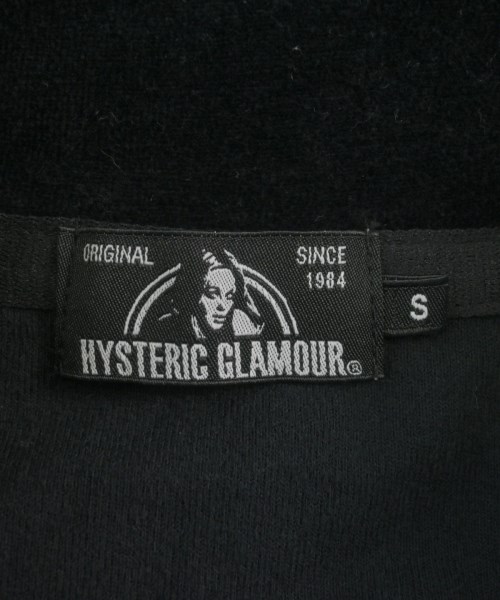 ORIGINAL
SINCE
1984
HYSTERIC GLAMOUR®
S